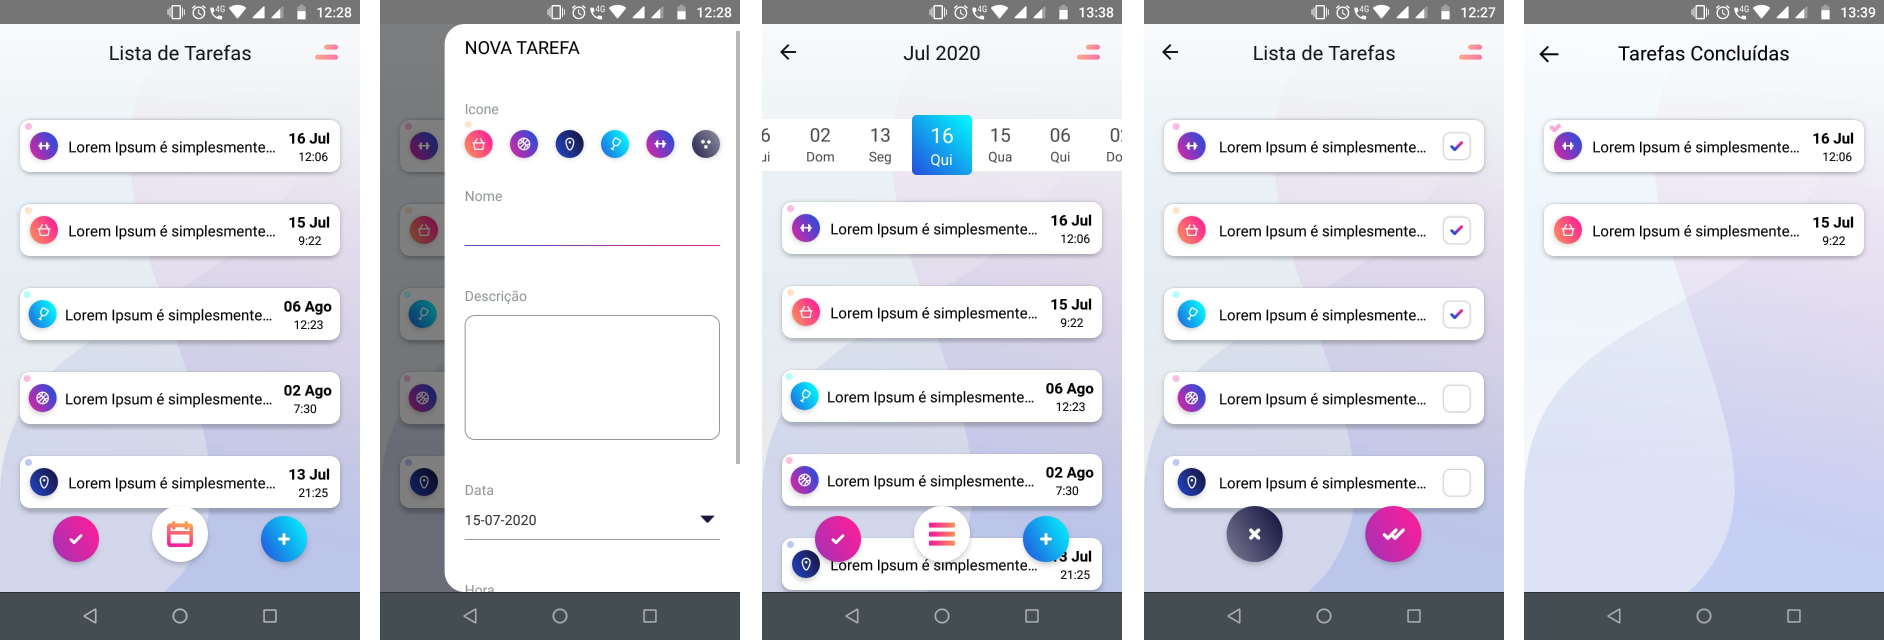 12:28
Lista de Tarefas
Lorem Ipsum é simplesmente...
16 Jul
12:06
Lorem Ipsum é simplesmente...
15 Jul
9:22
Lorem Ipsum é simplesmente...
06 Ago
12:23
Lorem Ipsum é simplesmente...
02 Ago
7:30
Lorem Ipsum é simplesmente...
13 Jul
21:25
4G
12:28
NOVA TAREFA
Icone
Nome
Descrição
Data
15-07-2020
Hora
4G
13:38
Jul 2020
6 02 13 16 15 06 02
ui Dom Seg Qui Qua Qui Do
Lorem Ipsum é simplesmente...
16 Jul
12:06
Lorem Ipsum é simplesmente...
15 Jul
9:22
Lorem Ipsum é simplesmente...
06 Ago
12:23
Lorem Ipsum é simplesmente...
02 Ago
7:30
Lorem Ipsum é simplesmente...
3 Jul
21:25
4G
12:27
Lista de Tarefas
Lorem Ipsum é simplesmente...
Lorem Ipsum é simplesmente...
Lorem Ipsum é simplesmente...
Lorem Ipsum é simplesmente...
Lorem Ipsum é simplesmente...
4G
13:39
Tarefas Concluídas
Lorem Ipsum é simplesmente...
16 Jul
12:06
Lorem Ipsum é simplesmente...
15 Jul
9:22